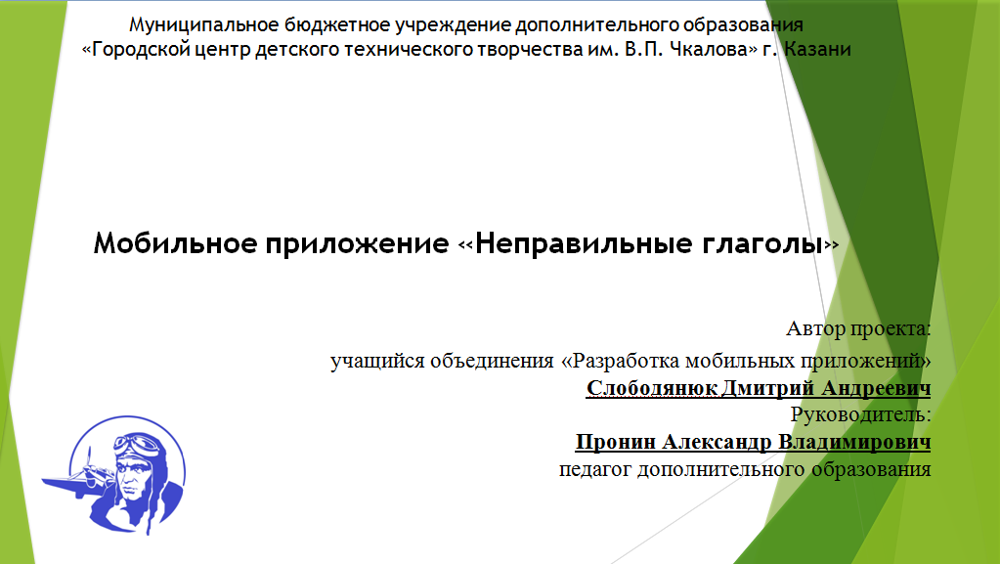 Муниципальное бюджетное учреждение дополнительного образования
«Городской центр детского технического творчества им. В.П. Чкалова» г. Казани
Мобильное приложение «Неправильные глаголы»
Автор проекта:
учащийся объединения «Разработка мобильных приложений»
Слободянюк Дмитрий Андреевич
Руководитель:
Пронин Александр Владимирович
педагог дополнительного образования